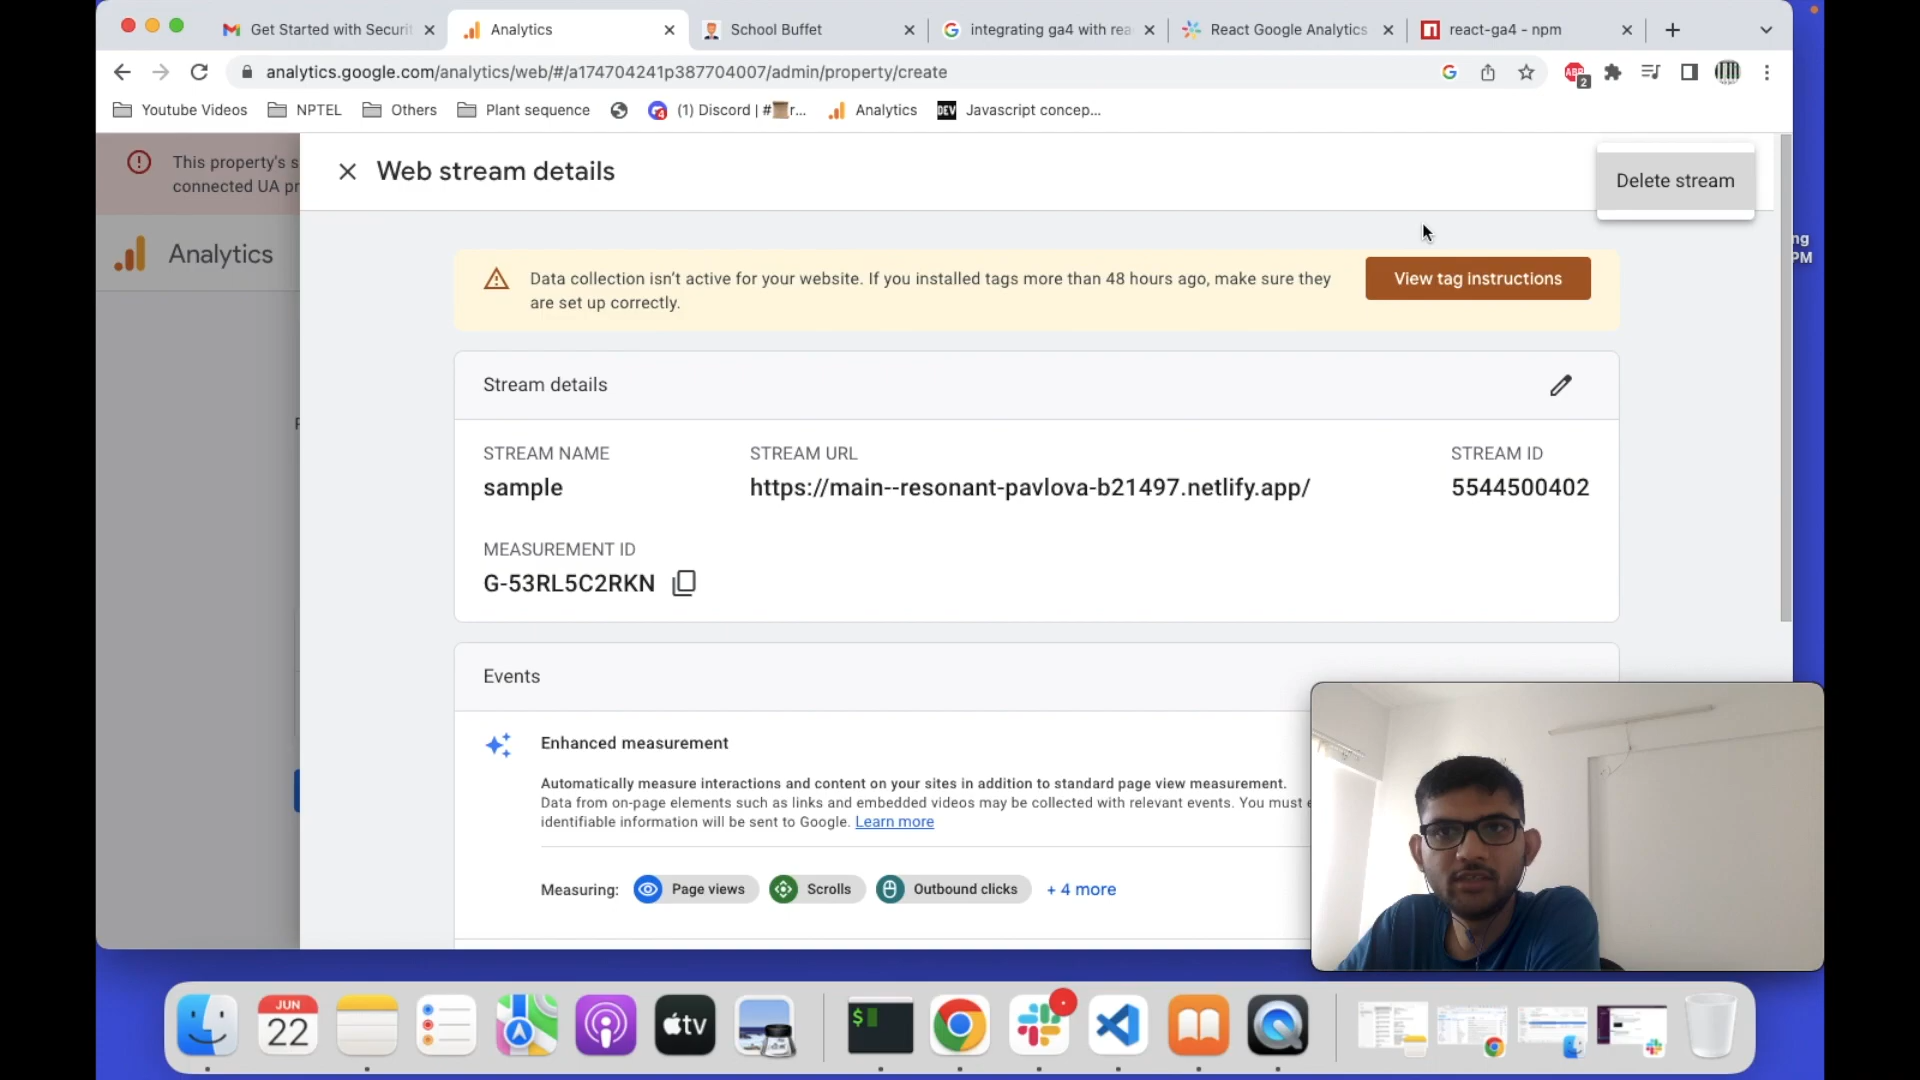 Get Started with Securit
Analytics
School Buffet
integrating ga4 with rea
React Google Analytics
react-ga4 - npm
analytics.google.com/analytics/web/#/a174704241p387704007/admin/property/create
ABP
2
Youtube Videos
NPTEL
Others
Plant sequence
4
(1) Discord | # r...
Analytics
DEV
Javascript concep...
This property's s
connected UA pr
Web stream details
Delete stream
ng
PM
Analytics
Data collection isn't active for your website. If you installed tags more than 48 hours ago, make sure they
are set up correctly.
View tag instructions
Stream details
STREAM NAME
STREAM URL
STREAM ID
sample
https://main--resonant-pavlova-b21497.netlify.app/
5544500402
MEASUREMENT ID
G-53RL5C2RKN
Events
Enhanced measurement
Automatically measure interactions and content on your sites in addition to standard page view measurement.
Data from on-page elements such as links and embedded videos may be collected with relevant events. You must e
identifiable information will be sent to Google. Learn more
Measuring:
Page views
Scrolls
Outbound clicks
+ 4 more
JUN
22
tv
$